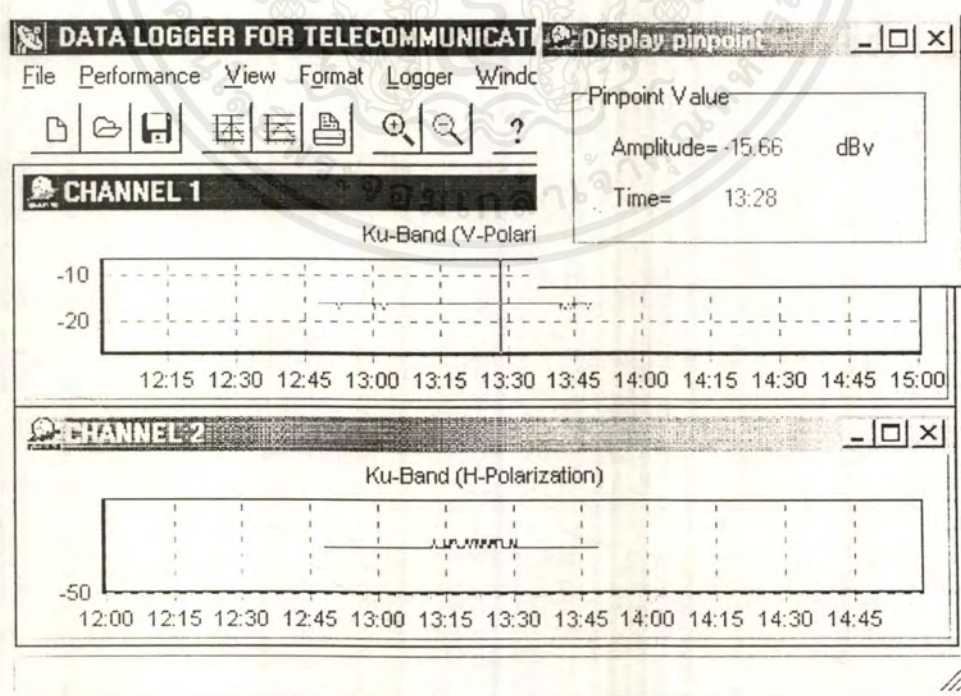 DATA LOGGER FOR TELECOMMUNICATI
Display pinpoint
File Performance View Format Logger Windo
Pinpoint Value
Amplitude= -15.66 dBv
Time= 13:28
?
CHANNEL 1
Ku-Band (V-Polari
-10
-20
12:15 12:30 12:45 13:00 13:15 13:30 13:45 14:00 14:15 14:30 14:45 15:00
CHANNEL 2
Ku-Band (H-Polarization)
-50
12:00 12:15 12:30 12:45 13:00 13:15 13:30 13:45 14:00 14:15 14:30 14:45